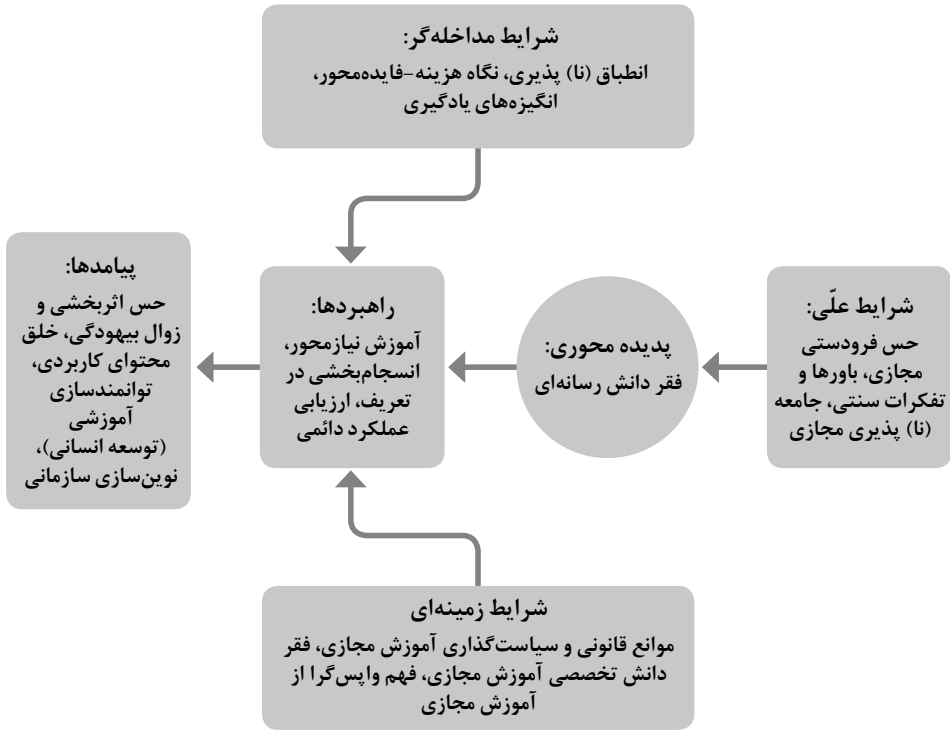 شرایط مداخله‌گر:
انطباق (نا) پذیری، نگاه هزینه-فایده‌محور،
انگیزه‌های یادگیری
شرایط علّی:
حس فرودستی
مجازی، باورها و
تفکرات سنتی، جامعه
(نا) پذیری مجازی
پدیده محوری:
فقر دانش رسانه‌ای
راهبردها:
آموزش نیازمحور،
انسجام‌بخشی در
تعریف، ارزیابی
عملکرد دائمی
پیامدها:
حس اثربخشی و
زوال بیهودگی، خلق
محتوای کاربردی،
توانمندسازی
آموزشی
(توسعه انسانی)،
نوین‌سازی سازمانی
شرایط زمینه‌ای
موانع قانونی و سیاست‌گذاری آموزش مجازی، فقر
دانش تخصصی آموزش مجازی، فهم واپس‌گرا از
آموزش مجازی